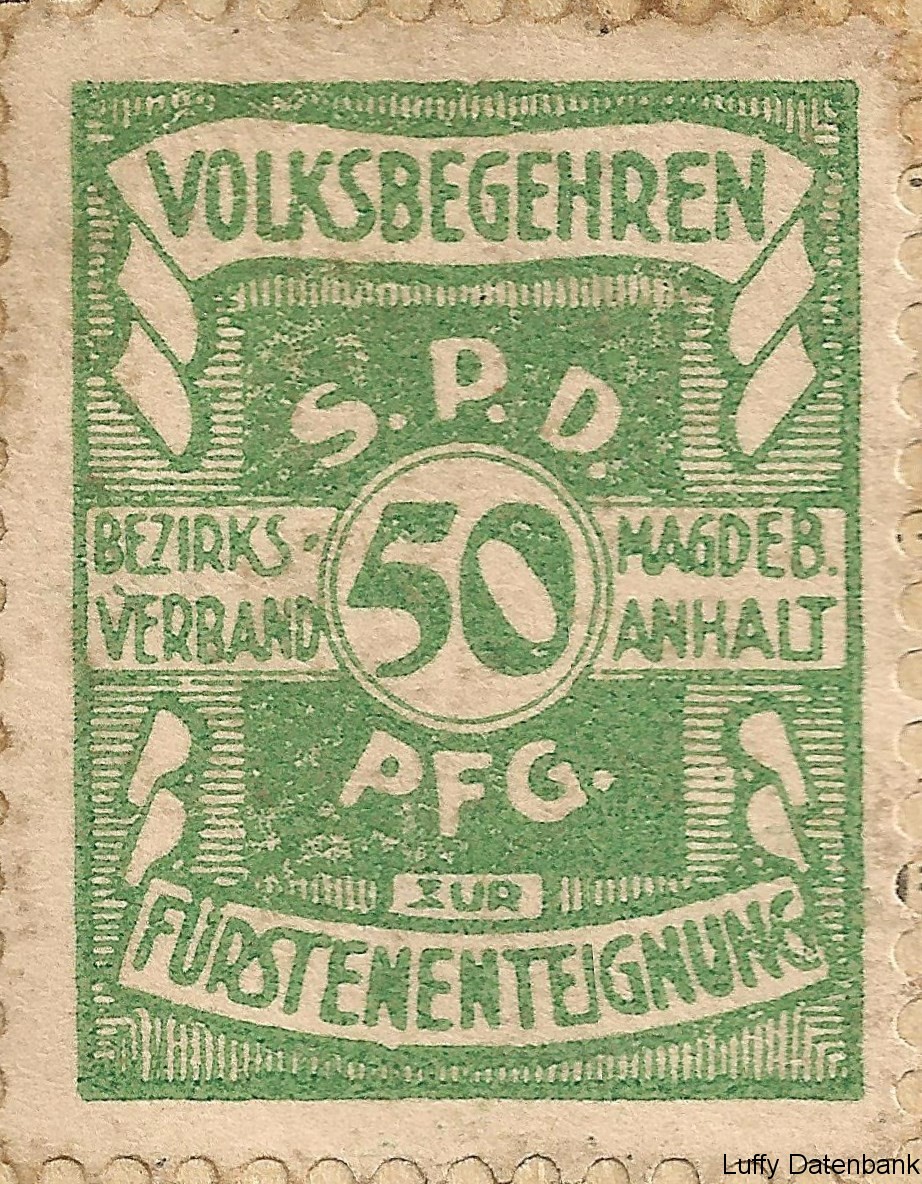 VOLKSBEGEHREN
S.P.D.
BEZIRKS-
VERBAND
50
MAGDEB.
ANHALT
PFG.
ZUR
FÜRSTENENTEIGNUNG
Luffy Datenbank